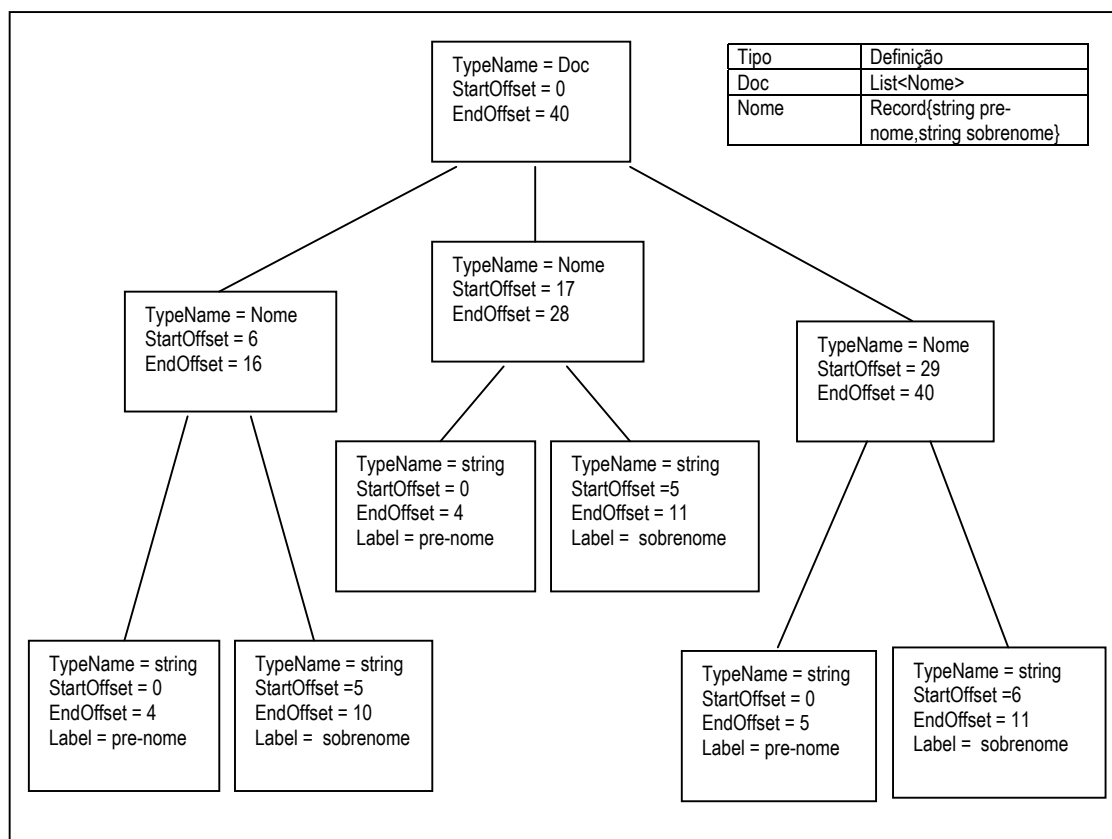 TypeName = Doc
StartOffset = 0
EndOffset = 40
Tipo Definição
Doc List<Nome>
Nome Record{string pre-
nome,string sobrenome}
TypeName = Nome
StartOffset = 6
EndOffset = 16
TypeName = Nome
StartOffset = 17
EndOffset = 28
TypeName = Nome
StartOffset = 29
EndOffset = 40
TypeName = string
StartOffset = 0
EndOffset = 4
Label = pre-nome
TypeName = string
StartOffset =5
EndOffset = 11
Label = sobrenome
TypeName = string
StartOffset = 0
EndOffset = 4
Label = pre-nome
TypeName = string
StartOffset =5
EndOffset = 10
Label = sobrenome
TypeName = string
StartOffset = 0
EndOffset = 5
Label = pre-nome
TypeName = string
StartOffset =6
EndOffset = 11
Label = sobrenome